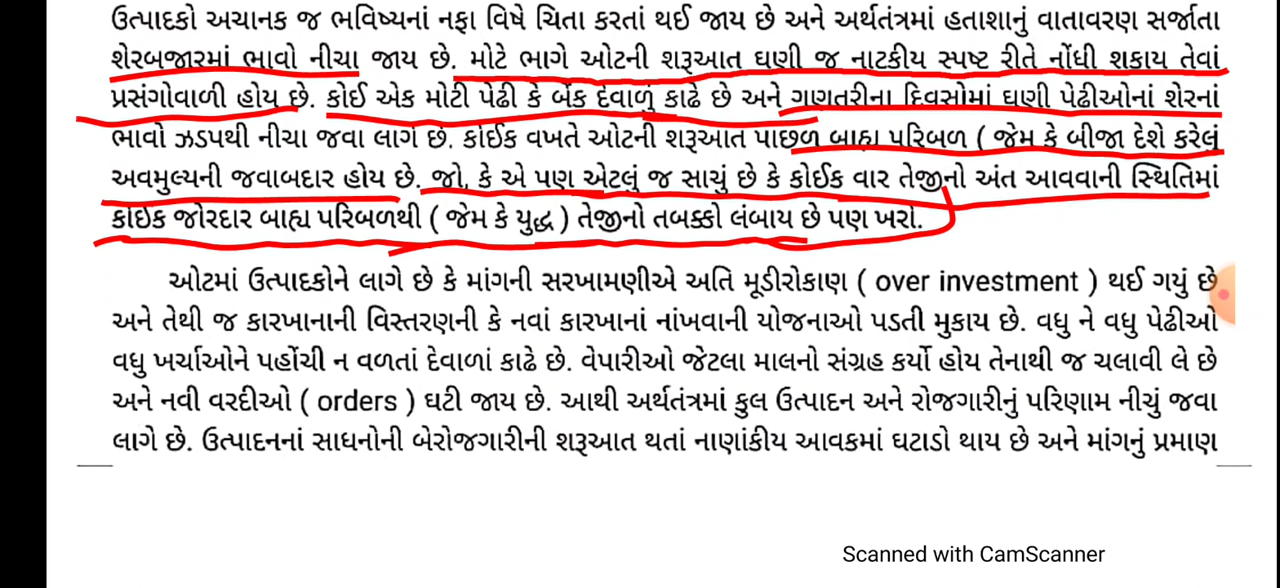 ઉત્પાદકો અચાનક જ ભવિષ્યનાં નફા વિષે ચિતા કરતાં થઈ જાય છે અને અર્થતંત્રમાં હતાશાનું વાતાવરણ સર્જાતા
શેરબજારમાં ભાવો નીચા જાય છે. મોટે ભાગે ઓટની શરૂઆત ઘણી જ નાટકીય સ્પષ્ટ રીતે નોંધી શકાય તેવાં
પ્રસંગોવાળી હોય છે. કોઈ એક મોટી પેઢી કે બેંક દેવાળું કાઢે છે અને ગણતરીના દિવસોમાં ઘણી પેઢીઓનાં શેરનાં
ભાવો ઝડપથી નીચા જવા લાગે છે. કોઈક વખતે ઓટની શરૂઆત પાછળ બાહ્ય પરિબળ ( જેમ કે બીજા દેશે કરેલું
અવમુલ્યની જવાબદાર હોય છે. જો, કે એ પણ એટલું જ સાચું છે કે કોઈક વાર તેજીનો અંત આવવાની સ્થિતિમાં
કોઈક જોરદાર બાહ્ય પરિબળથી ( જેમ કે યુદ્ધ ) તેજીનો તબક્કો લંબાય છે પણ ખરો.
ઓટમાં ઉત્પાદકોને લાગે છે કે માંગની સરખામણીએ અતિ મૂડીરોકાણ ( over investment ) થઈ ગયું છે
અને તેથી જ કારખાનાની વિસ્તરણની કે નવાં કારખાનાં નાંખવાની યોજનાઓ પડતી મુકાય છે. વધુ ને વધુ પેઢીઓ
વધુ ખર્ચાઓને પહોંચી ન વળતાં દેવાળાં કાઢે છે. વેપારીઓ જેટલા માલનો સંગ્રહ કર્યો હોય તેનાથી જ ચલાવી લે છે
અને નવી વરદીઓ ( orders ) ઘટી જાય છે. આથી અર્થતંત્રમાં કુલ ઉત્પાદન અને રોજગારીનું પરિણામ નીચું જવા
લાગે છે. ઉત્પાદનનાં સાધનોની બેરોજગારીની શરૂઆત થતાં નાણાંકીય આવકમાં ઘટાડો થાય છે અને માંગનું પ્રમાણ
Scanned with CamScanner